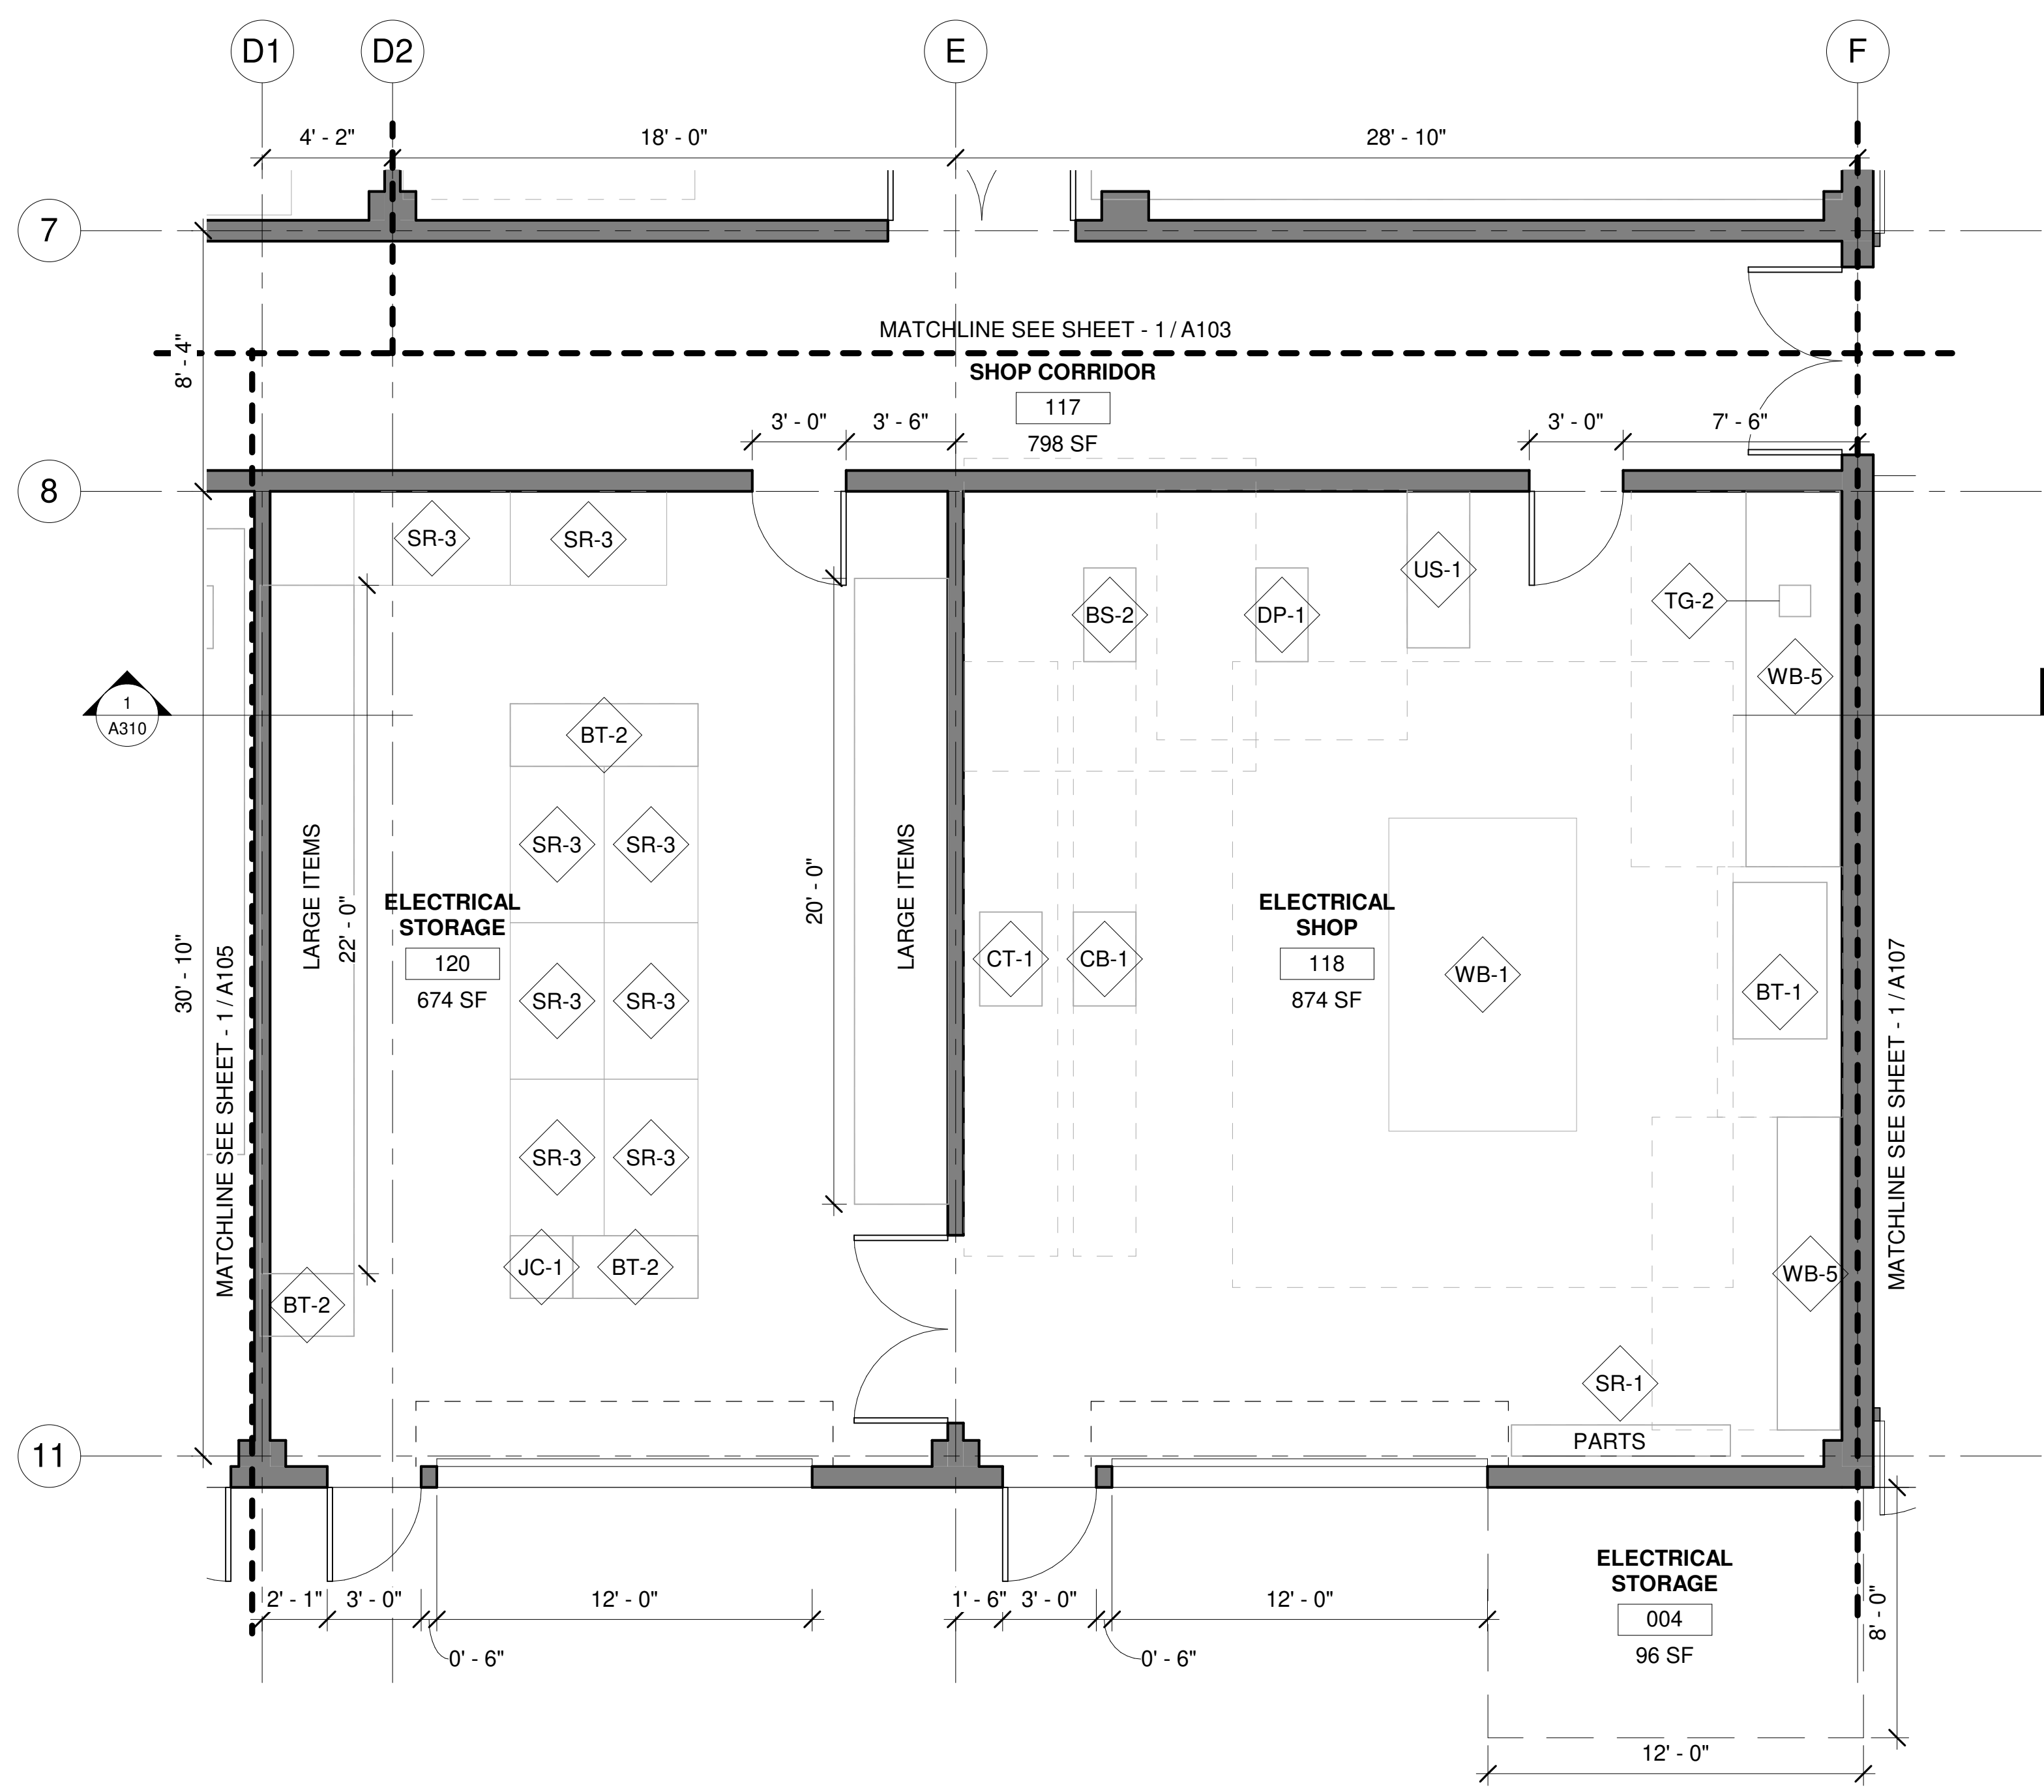 D1
D2
E
F
4' - 2"
18' - 0"
28' - 10"
7
MATCHLINE SEE SHEET - 1 / A103
8' - 4"
SHOP CORRIDOR
117
798 SF
3' - 0"
3' - 6"
3' - 0"
7' - 6"
8
SR-3
SR-3
BS-2
DP-1
US-1
TG-2
WB-5
1
A310
BT-2
SR-3
SR-3
LARGE ITEMS
22' - 0"
ELECTRICAL
STORAGE
120
674 SF
20' - 0"
LARGE ITEMS
ELECTRICAL
SHOP
118
874 SF
CT-1
CB-1
WB-1
BT-1
30' - 10"
MATCHLINE SEE SHEET - 1 / A105
MATCHLINE SEE SHEET - 1 / A107
SR-3
SR-3
SR-3
SR-3
JC-1
BT-2
BT-2
WB-5
SR-1
PARTS
11
2' - 1"
3' - 0"
12' - 0"
1' - 6"
3' - 0"
12' - 0"
0' - 6"
0' - 6"
ELECTRICAL
STORAGE
004
96 SF
8' - 0"
12' - 0"